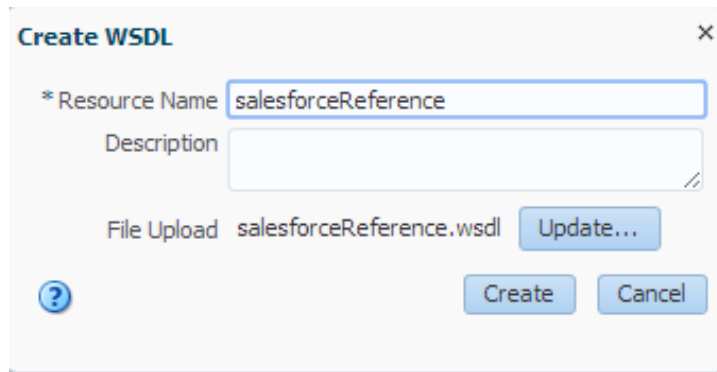 Create WSDL ×
* Resource Name salesforceReference
Description
File Upload salesforceReference.wsdl Update...
? Create Cancel